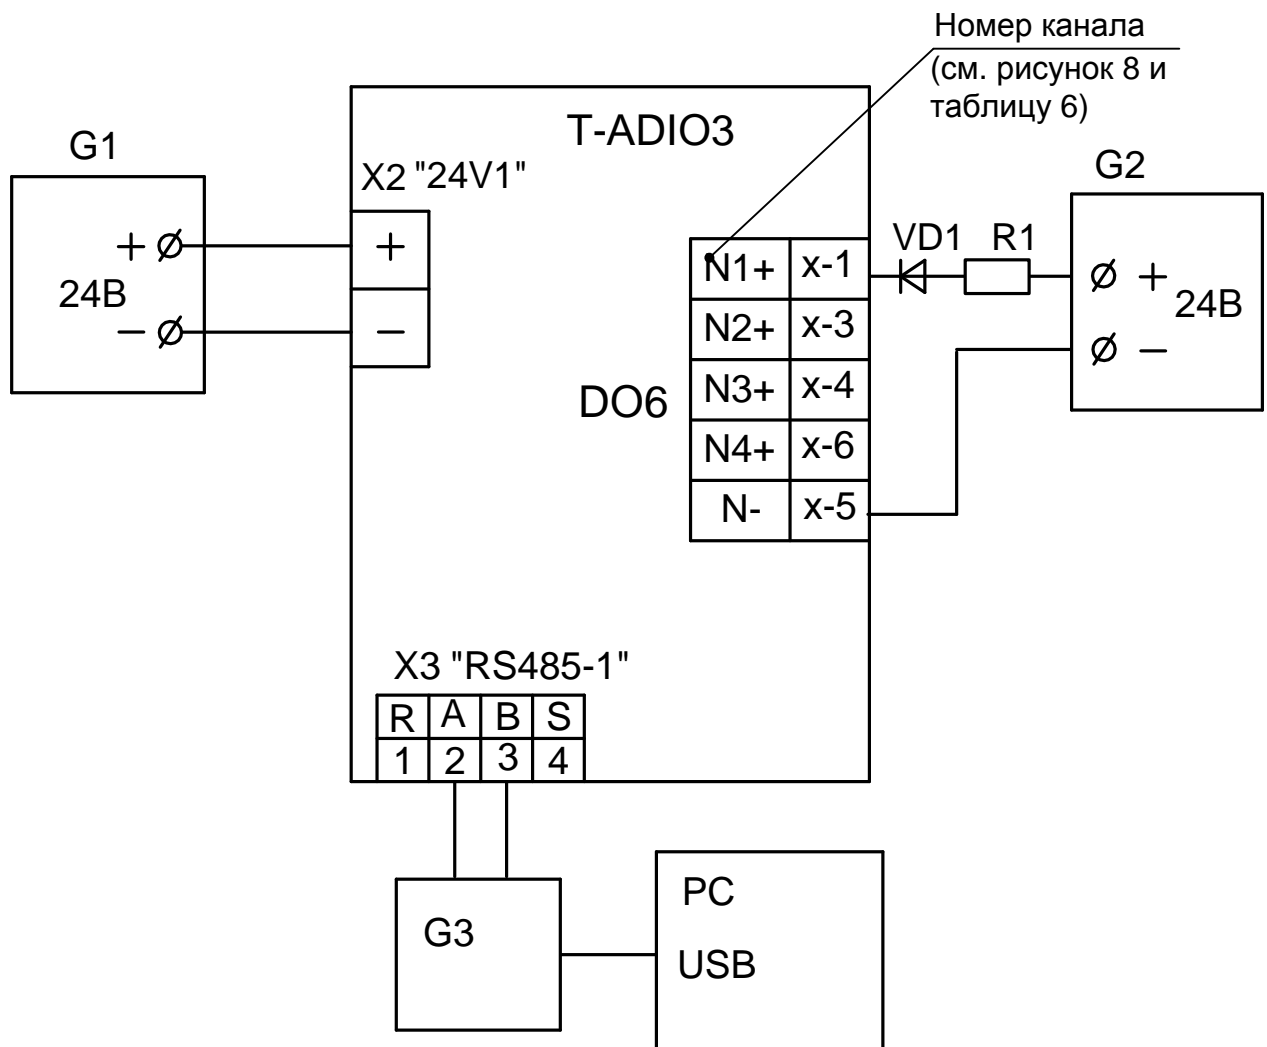 Номер канала
(см. рисунок 8 и
таблицу 6)
T-ADIO3
G1
X2 "24V1"
G2
+
24В
−
+
−
N1+ x-1
N2+ x-3
N3+ x-4
N4+ x-6
N- x-5
DO6
VD1 R1
+
24В
−
X3 "RS485-1"
R A B S
1 2 3 4
G3
PC
USB